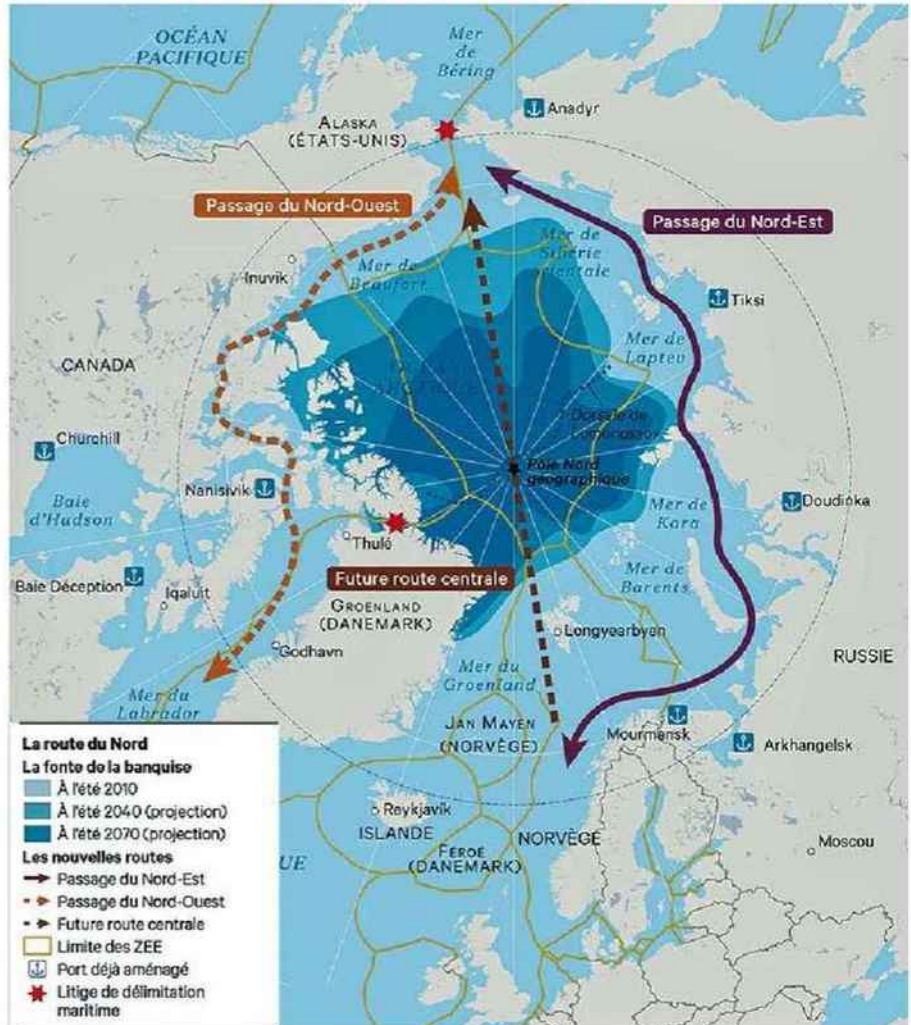 OCÉAN
PACIFIQUE
Mer
de
Béring
Anadyr
ALASKA
(ÉTATS-UNIS)
Passage du Nord-Ouest
Passage du Nord-Est
Mer de
Sibérie
orientale
Inuvik
Mer de
Beaufort
Tiksi
Mer de
Laptev
CANADA
Dorsale de
Lomonosov
Churchill
Pôle Nord
géographique
Nanisivik
Baie
d'Hudson
Doudinka
Mer de
Kara
Thulé
Mer de
Barents
Future route centrale
Baie Déception
Iqaluit
GROENLAND
(DANEMARK)
Longyearbyen
Godhavn
RUSSIE
Mer du
Groenland
Mer du
Labrador
JAN MAYEN
(NORVÈGE)
Mourmansk
Arkhangelsk
Reykjavik
ISLANDE
NORVÈGE
FÉROÉ
(DANEMARK)
Moscou
QUE
La route du Nord
La fonte de la banquise
À l'été 2010
À l'été 2040 (projection)
À l'été 2070 (projection)
Les nouvelles routes
Passage du Nord-Est
Passage du Nord-Ouest
Future route centrale
Limite des ZEE
Port déjà aménagé
Litige de délimitation
maritime